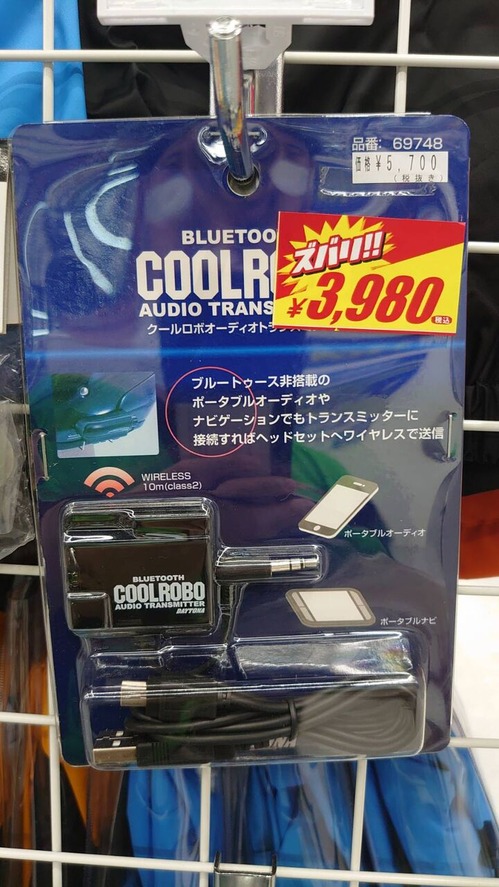 品番: 69748
価格 ¥5,700
(税抜き)
BLUETOO
ズバリ!!
COOLR
¥3,980
税込
AUDIO TRANS
クールロボオーディオトランス
ブルートゥース非搭載の
ポータブルオーディオや
ナビゲーションでもトランスミッターに
接続すればヘッドセットへワイヤレスで送信
WIRELESS
10m(class2)
ポータブルオーディオ
BLUETOOTH
COOLROBO
AUDIO TRANSMITTER
DAYTONA
ポータブルナビ